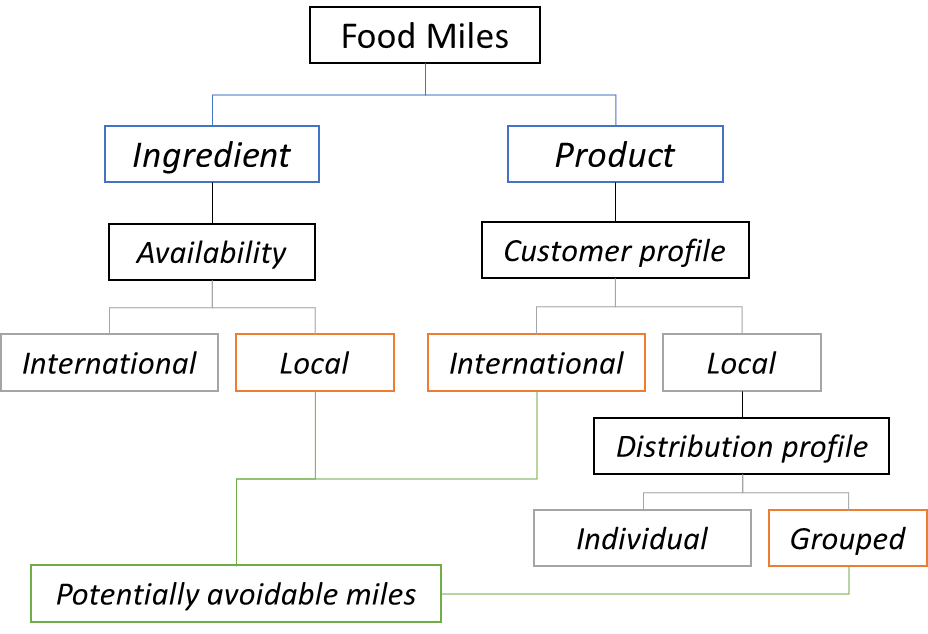 Food Miles
Ingredient
Product
Availability
Customer profile
International
Local
International
Local
Distribution profile
Individual
Grouped
Potentially avoidable miles